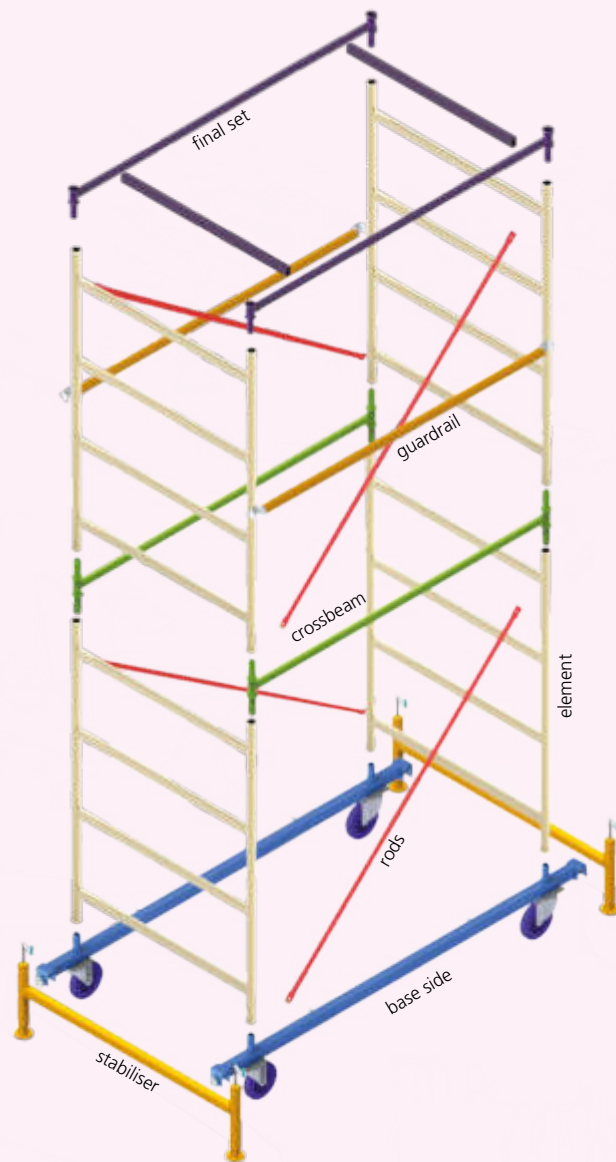 final set
guardrail
crossbeam
element
rods
base side
stabiliser